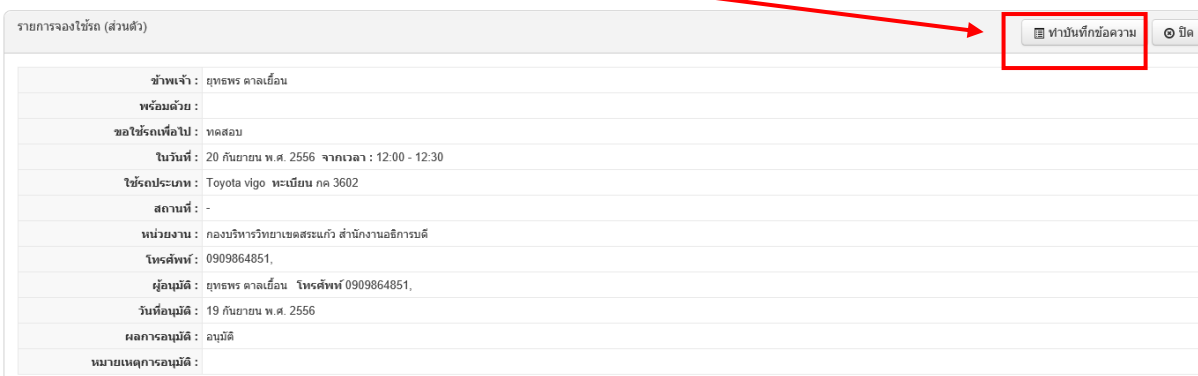 รายการจองใช้รถ (ส่วนตัว)
ทำบันทึกข้อความ ปิด
ข้าพเจ้า : ยุทธพร ตาลเยื้อน
พร้อมด้วย :
ขอใช้รถเพื่อไป : ทดสอบ
ในวันที่ : 20 กันยายน พ.ศ. 2556 จากเวลา : 12:00 - 12:30
ใช้รถประเภท : Toyota vigo ทะเบียน กค 3602
สถานที่ : -
หน่วยงาน : กองบริหารวิทยาเขตสระแก้ว สำนักงานอธิการบดี
โทรศัพท์ : 0909864851,
ผู้อนุมัติ : ยุทธพร ตาลเยื้อน โทรศัพท์ 0909864851,
วันที่อนุมัติ : 19 กันยายน พ.ศ. 2556
ผลการอนุมัติ : อนุมัติ
หมายเหตุการอนุมัติ :